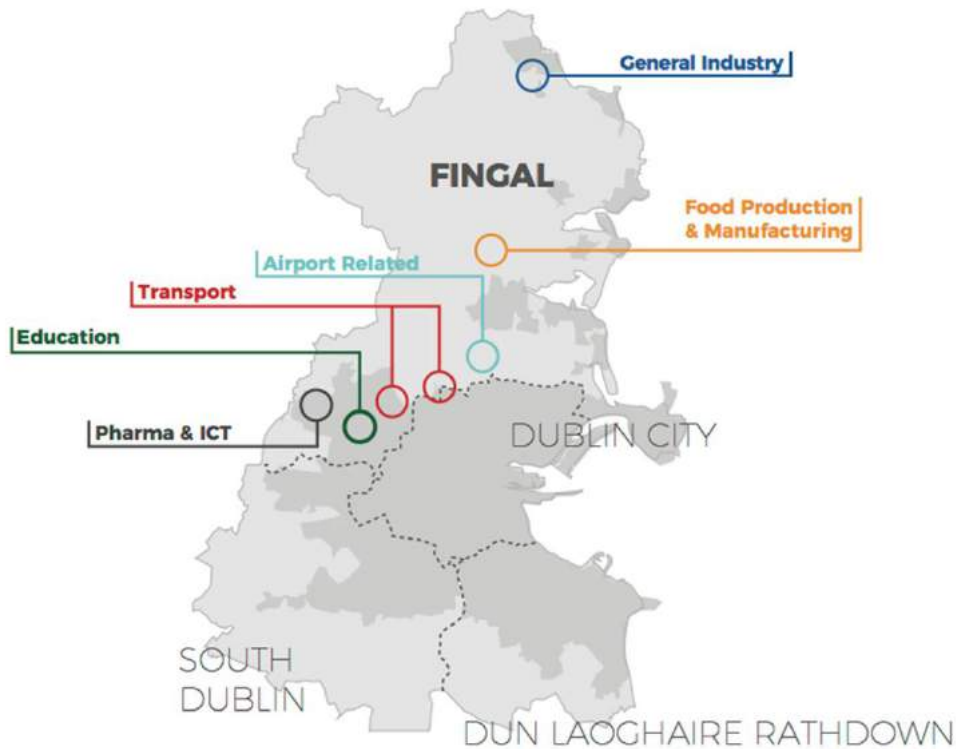 General Industry
FINGAL
Food Production
& Manufacturing
Airport Related
Transport
Education
Pharma & ICT
DUBLIN CITY
SOUTH
DUBLIN
DUN LAOGHAIRE RATHDOWN